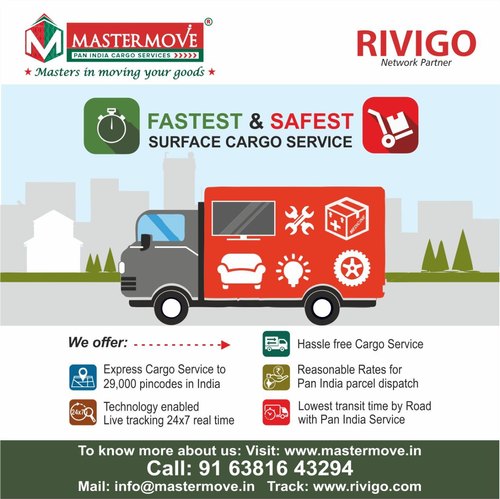 MASTERMOVE®
PAN INDIA CARGO SERVICES >>>>>
★ Masters in moving your goods ★
RIVIGO
Network Partner
FASTEST & SAFEST
SURFACE CARGO SERVICE
MEDICINE
We offer:
Hassle free Cargo Service
Express Cargo Service to
29,000 pincodes in India
Reasonable Rates for
Pan India parcel dispatch
24x7
Technology enabled
Live tracking 24x7 real time
Lowest transit time by Road
with Pan India Service
To know more about us: Visit: www.mastermove.in
Call: 91 63816 43294
Mail: info@mastermove.in Track: www.rivigo.com